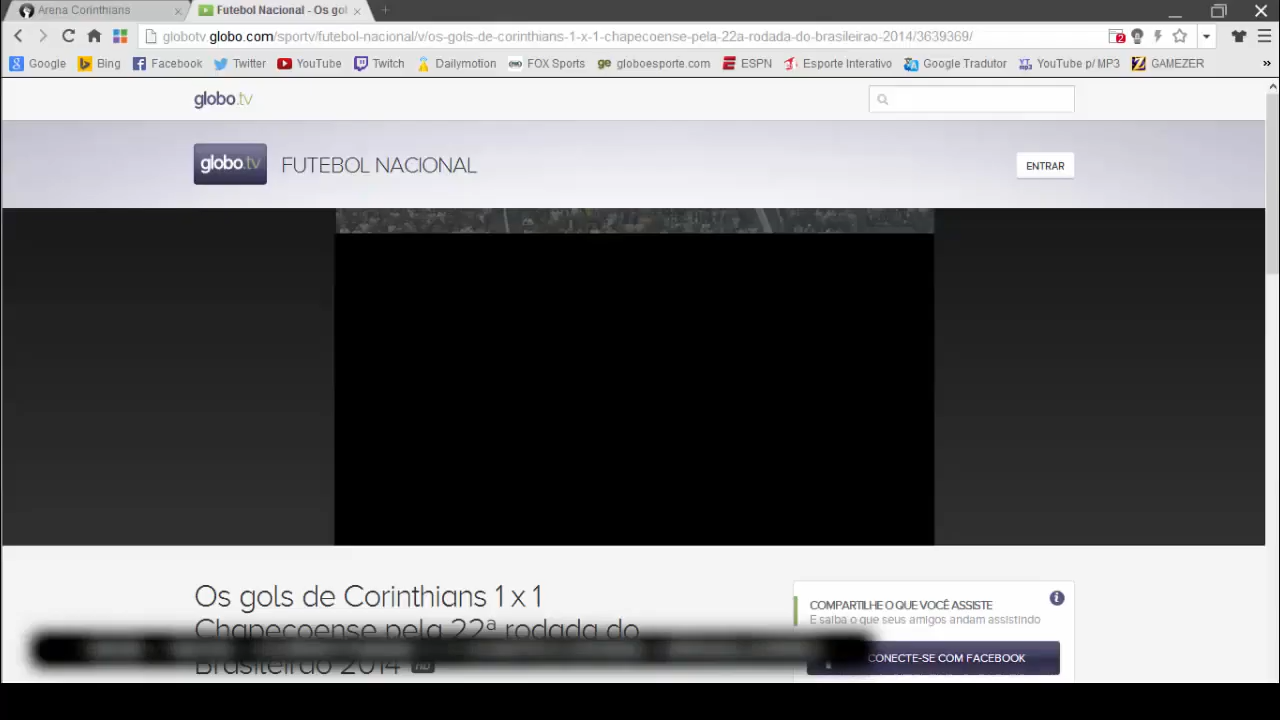 Arena Corinthians
Futebol Nacional - Os gol
globotv.globo.com/sportv/futebol-nacional/v/os-gols-de-corinthians-1-x-1-chapecoense-pela-22a-rodada-do-brasileirao-2014/3639369/
2
Google Bing Facebook Twitter YouTube Twitch Dailymotion FOX Sports ge globoesporte.com ESPN Esporte Interativo Google Tradutor YouTube p/ MP3 GAMEZER »
globo.tv
globo.tv FUTEBOL NACIONAL ENTRAR
Os gols de Corinthians 1 x 1
Chapecoense pela 22ª rodada do
Brasileirão 2014 HD
COMPARTILHE O QUE VOCÊ ASSISTE
E saiba o que seus amigos andam assistindo
CONECTE-SE COM FACEBOOK